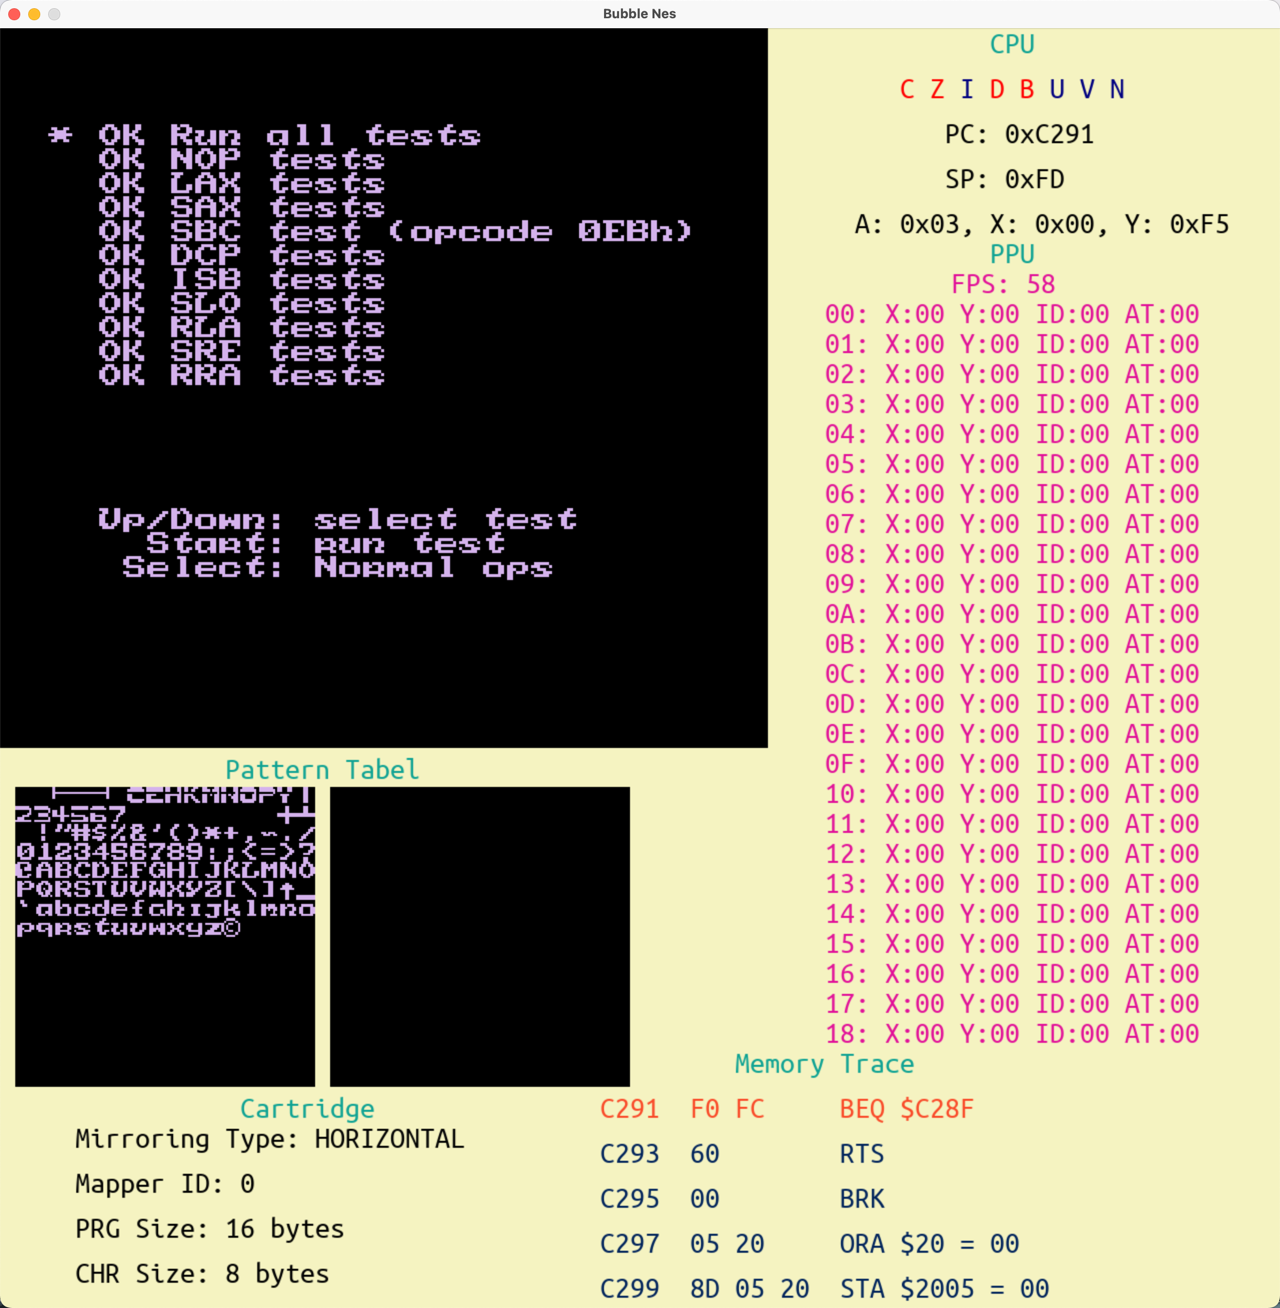 Bubble Nes
* OK Run all tests
OK NOP tests
OK LAX tests
OK SAX tests
OK SBC test (opcode 0EBh)
OK DCP tests
OK ISB tests
OK SLO tests
OK RLA tests
OK SRE tests
OK RRA tests
Up/Down: select test
Start: run test
Select: Normal ops
CPU
C Z I D B U V N
PC: 0xC291
SP: 0xFD
A: 0x03, X: 0x00, Y: 0xF5
PPU
FPS: 58
00: X:00 Y:00 ID:00 AT:00
01: X:00 Y:00 ID:00 AT:00
02: X:00 Y:00 ID:00 AT:00
03: X:00 Y:00 ID:00 AT:00
04: X:00 Y:00 ID:00 AT:00
05: X:00 Y:00 ID:00 AT:00
06: X:00 Y:00 ID:00 AT:00
07: X:00 Y:00 ID:00 AT:00
08: X:00 Y:00 ID:00 AT:00
09: X:00 Y:00 ID:00 AT:00
0A: X:00 Y:00 ID:00 AT:00
0B: X:00 Y:00 ID:00 AT:00
0C: X:00 Y:00 ID:00 AT:00
0D: X:00 Y:00 ID:00 AT:00
0E: X:00 Y:00 ID:00 AT:00
0F: X:00 Y:00 ID:00 AT:00
10: X:00 Y:00 ID:00 AT:00
11: X:00 Y:00 ID:00 AT:00
12: X:00 Y:00 ID:00 AT:00
13: X:00 Y:00 ID:00 AT:00
14: X:00 Y:00 ID:00 AT:00
15: X:00 Y:00 ID:00 AT:00
16: X:00 Y:00 ID:00 AT:00
17: X:00 Y:00 ID:00 AT:00
18: X:00 Y:00 ID:00 AT:00
Pattern Tabel
234567
!"#$%&'()*+,-./
0123456789:;<=>?
@ABCDEFGHIJKLMNO
PQRSTUVWXYZ[\]↑_
`abcdefghijklmno
pqrstuvwxyz©
Cartridge
Mirroring Type: HORIZONTAL
Mapper ID: 0
PRG Size: 16 bytes
CHR Size: 8 bytes
Memory Trace
C291 F0 FC BEQ $C28F
C293 60 RTS
C295 00 BRK
C297 05 20 ORA $20 = 00
C299 8D 05 20 STA $2005 = 00